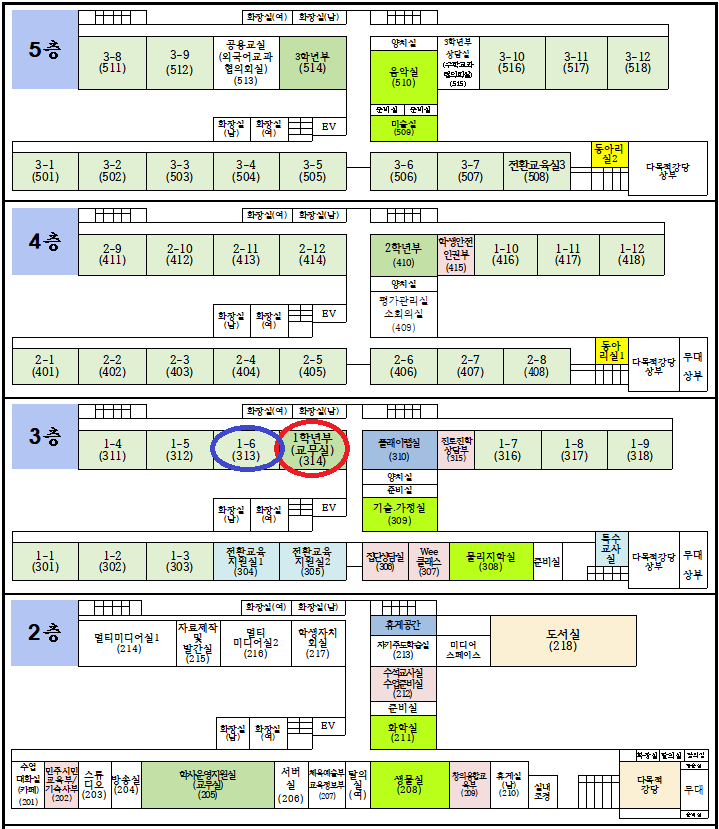 화장실(여) 화장실(남)
5층
3-8
(511)
3-9
(512)
공용교실
(외국어교과
협의회실)
(513)
3학년부
(514)
양치실
음악실
(510)
준비실 준비실
미술실
(509)
3학년부
상담실
(수학교과
협의회실)
(515)
3-10
(516)
3-11
(517)
3-12
(518)
화장실
(남)
화장실
(여)
EV
3-1
(501)
3-2
(502)
3-3
(503)
3-4
(504)
3-5
(505)
3-6
(506)
3-7
(507)
전환교육실3
(508)
동아리
실2
다목적강당
상부
화장실(여) 화장실(남)
4층
2-9
(411)
2-10
(412)
2-11
(413)
2-12
(414)
2학년부
(410)
학생안전
인권부
(415)
1-10
(416)
1-11
(417)
1-12
(418)
양치실
평가관리실
소회의실
(409)
화장실
(남)
화장실
(여)
EV
2-1
(401)
2-2
(402)
2-3
(403)
2-4
(404)
2-5
(405)
2-6
(406)
2-7
(407)
2-8
(408)
동아
리실1
다목적강당
상부
무대
상부
화장실(여) 화장실(남)
3층
1-4
(311)
1-5
(312)
1-6
(313)
1학년부
(교무실)
(314)
플래이랩실
(310)
진로진학
상담부
(315)
1-7
(316)
1-8
(317)
1-9
(318)
양치실
준비실
기술.가정실
(309)
화장실
(남)
화장실
(여)
EV
1-1
(301)
1-2
(302)
1-3
(303)
전환교육
지원실1
(304)
전환교육
지원실2
(305)
집단상담실
(306)
Wee
클래스
(307)
물리지학실
(308)
준비실
특수
교사
실
다목적강당
상부
무대
상부
화장실(여) 화장실(남)
2층
멀티미디어실1
(214)
자료제작
및
발간실
(215)
멀티
미디어실2
(216)
학생자치
회실
(217)
휴게공간
자기주도학습실
(213)
미디어
스페이스
도서실
(218)
수석교사실
수업준비실
(212)
준비실
화학실
(211)
화장실
(남)
화장실
(여)
EV
수업
대화실
(카페)
(201)
민주시민
교육부/
기숙사부
(202)
스튜
디오
(203)
방송실
(204)
학사운영지원실
(교무실)
(205)
서버
실
(206)
체육예술부
교육정보부
(207)
탈의
실
(여)
생물실
(208)
창의융합교
육부
(209)
휴게실
(남)
(210)
실내
조경
화장실 탈의실
다목적
강당
무대